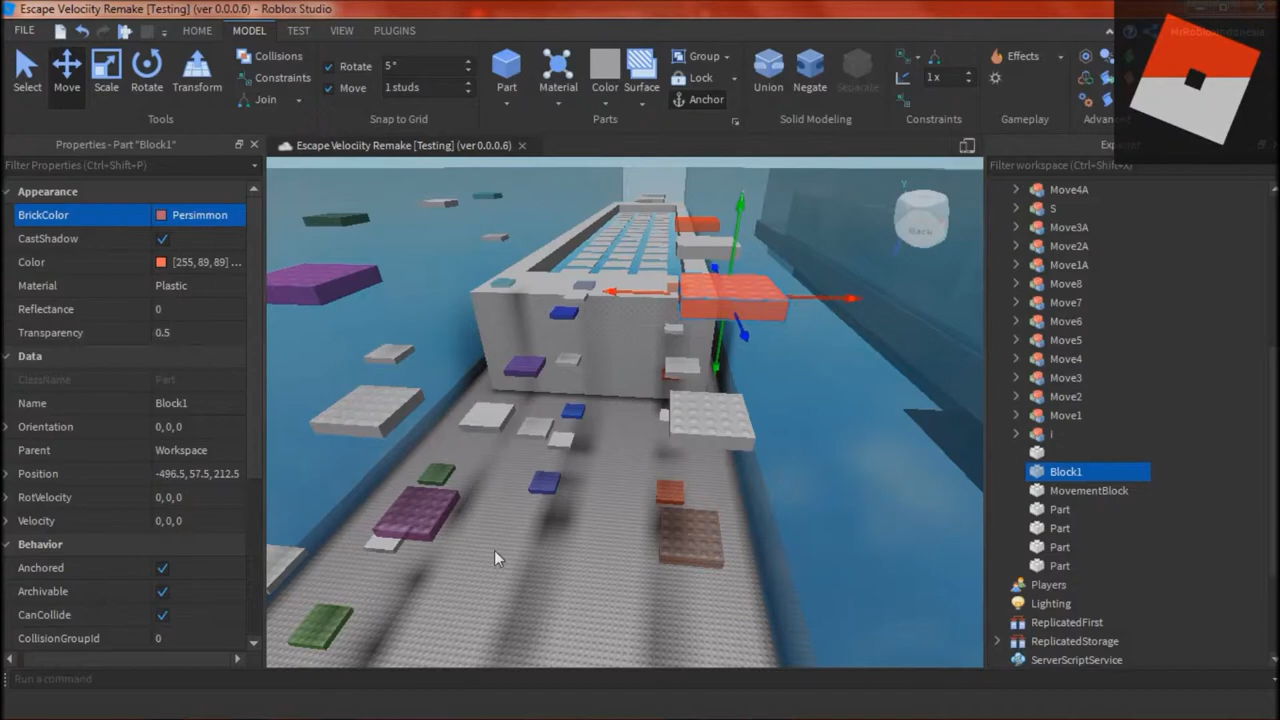 Escape Velociity Remake [Testing] (ver 0.0.0.6) - Roblox Studio
FILE HOME MODEL TEST VIEW PLUGINS
MrRobloxIndonesia
Select Move Scale Rotate Transform
Collisions
Constraints
Join
Tools
Rotate 5°
Move 1 studs
Snap to Grid
Part Material Color Surface
Group
Lock
Anchor
Parts
Union Negate Separate
Solid Modeling
1x
Constraints
Effects
Gameplay
Properties - Part "Block1"
Filter Properties (Ctrl+Shift+P)
Appearance
BrickColor Persimmon
CastShadow
Color [255, 89, 89] ...
Material Plastic
Reflectance 0
Transparency 0.5
Data
ClassName Part
Name Block1
Orientation 0,0,0
Parent Workspace
Position -496.5, 57.5, 212.5
RotVelocity 0,0,0
Velocity 0,0,0
Behavior
Anchored
Archivable
CanCollide
CollisionGroupId 0
Escape Velociity Remake [Testing] (ver 0.0.0.6)
Y
Back
Filter workspace (Ctrl+Shift+X)
Move4A
S
Move3A
Move2A
Move1A
Move8
Move7
Move6
Move5
Move4
Move3
Move2
Move1
Block1
MovementBlock
Part
Part
Part
Part
Players
Lighting
ReplicatedFirst
ReplicatedStorage
ServerScriptService
Run a command